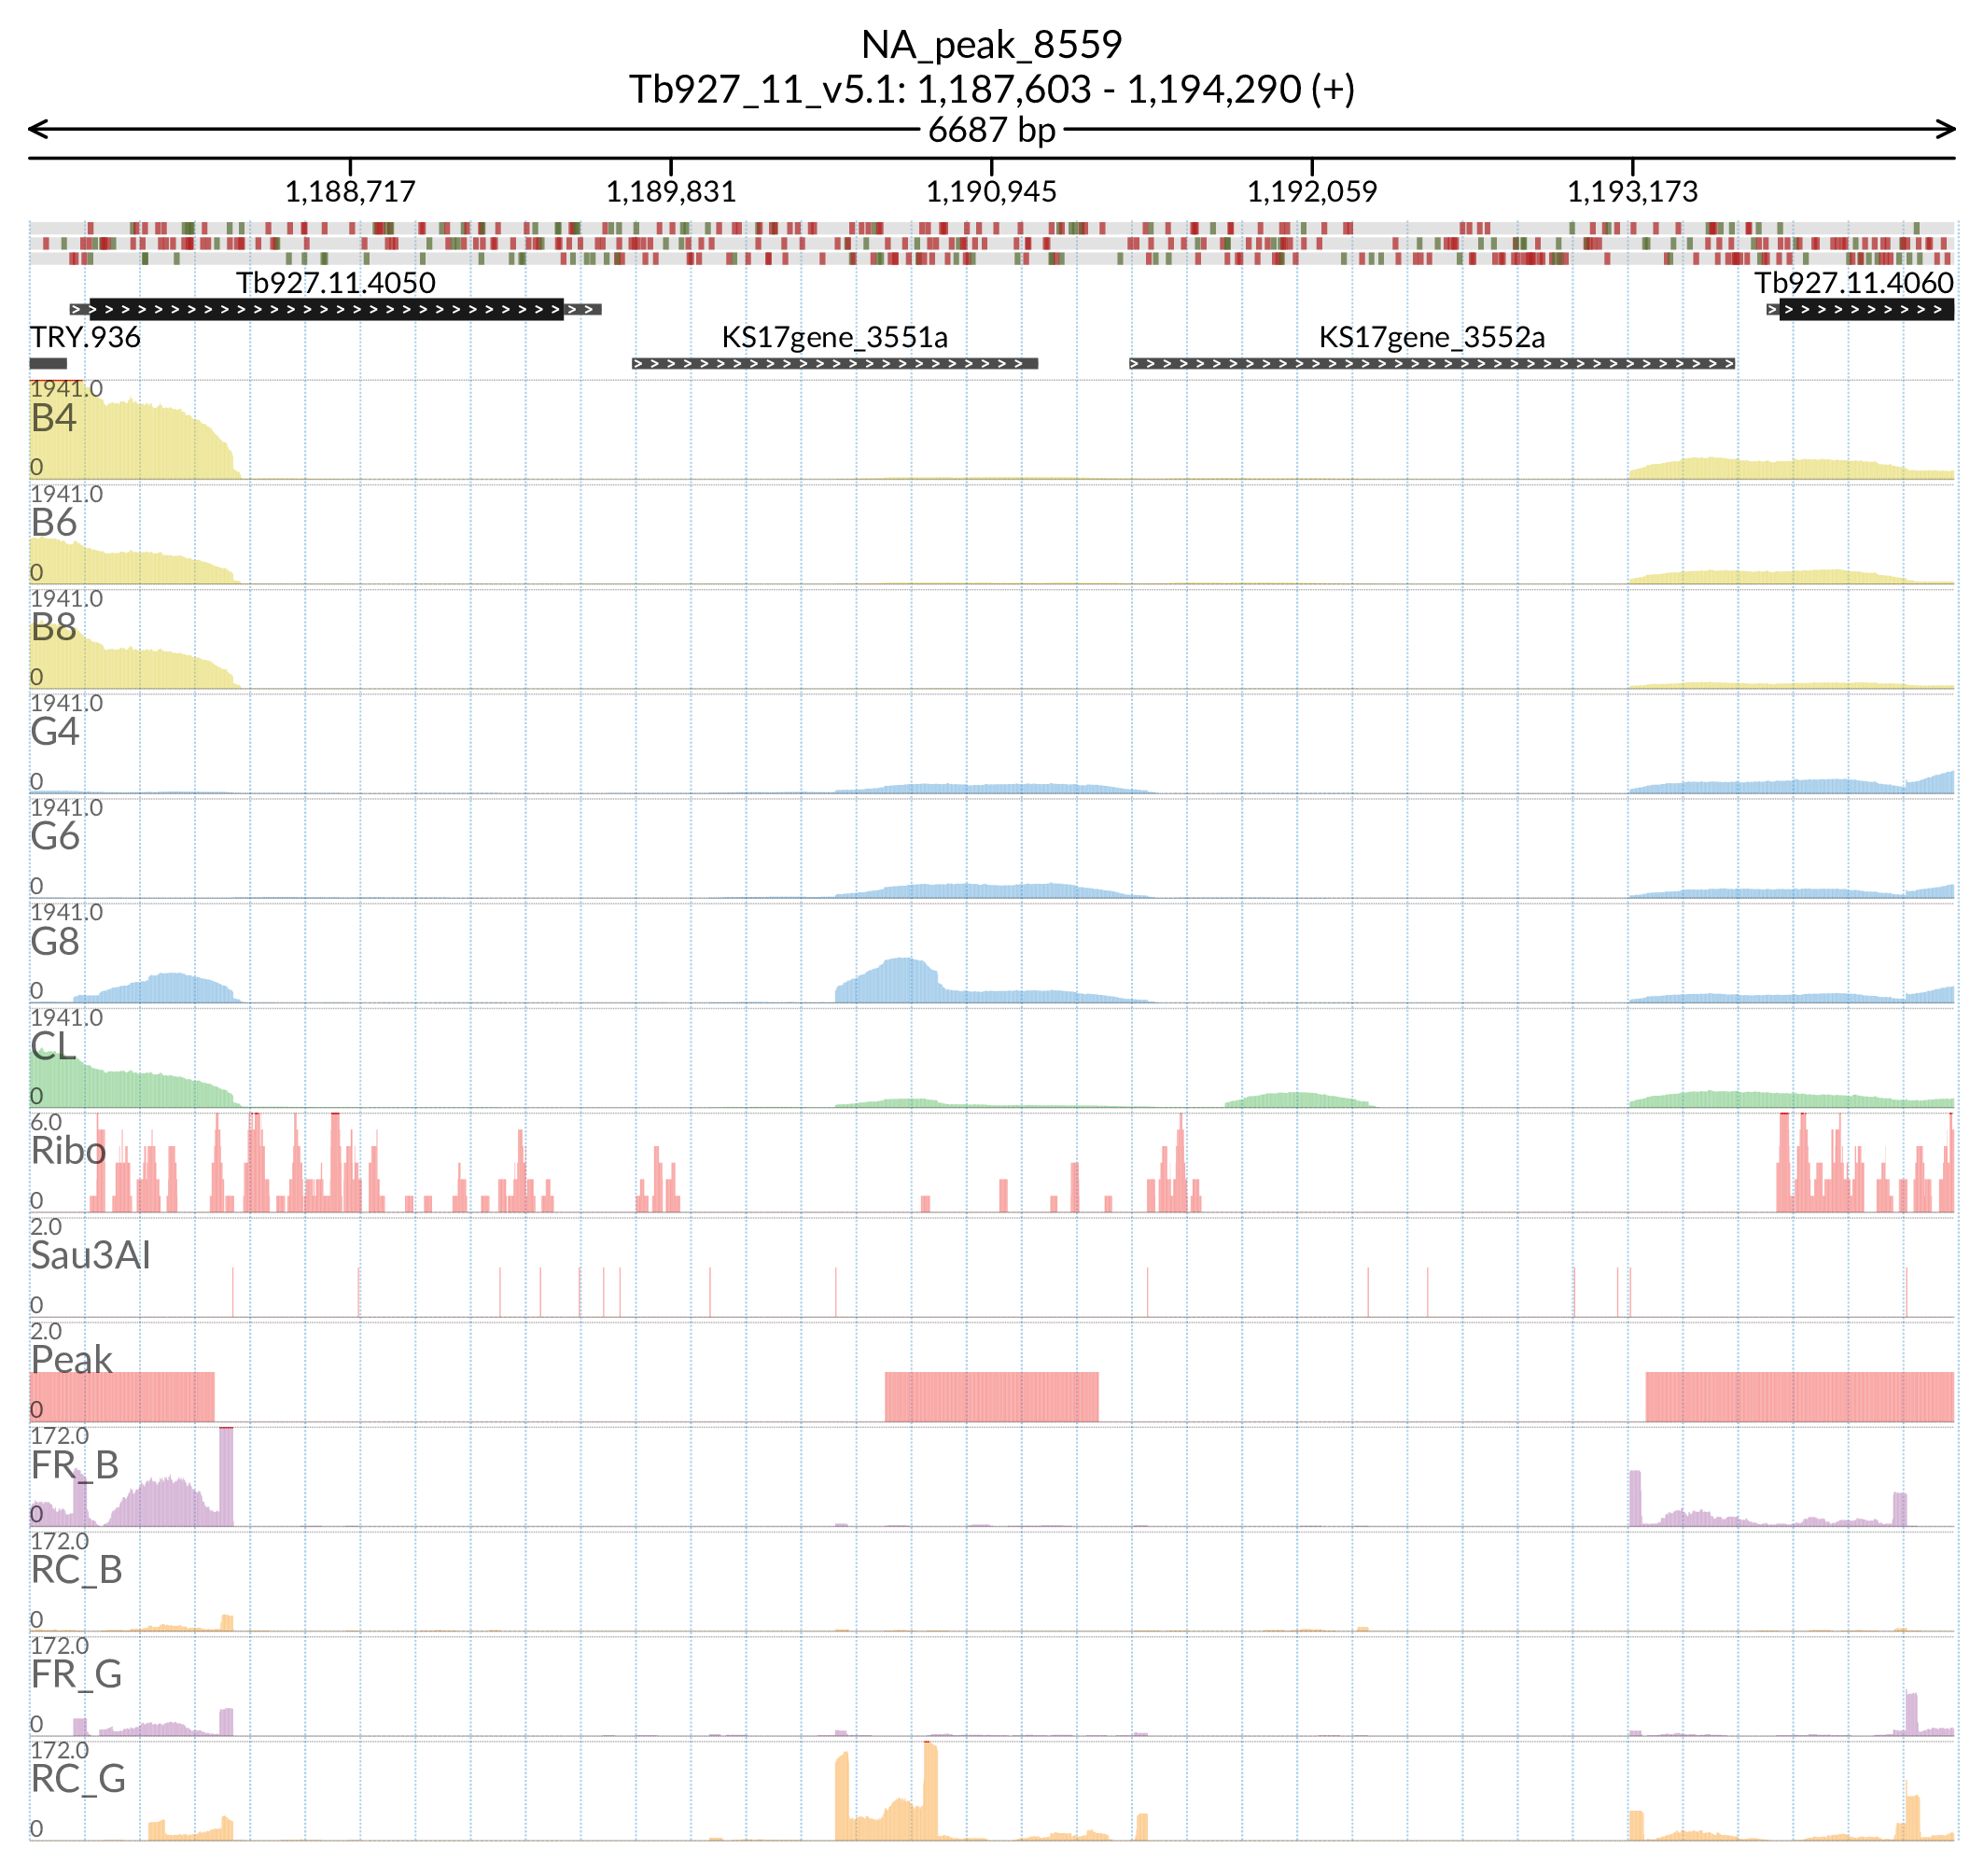 NA_peak_8559
Tb927_11_v5.1: 1,187,603 - 1,194,290 (+)
6687 bp
1,188,717 1,189,831 1,190,945 1,192,059 1,193,173
Tb927.11.4050 Tb927.11.4060
TRY.936 KS17gene_3551a KS17gene_3552a
1941.0
B4
0
1941.0
B6
0
1941.0
B8
0
1941.0
G4
0
1941.0
G6
0
1941.0
G8
0
1941.0
CL
0
6.0
Ribo
0
2.0
Sau3AI
0
2.0
Peak
0
172.0
FR_B
0
172.0
RC_B
0
172.0
FR_G
0
172.0
RC_G
0